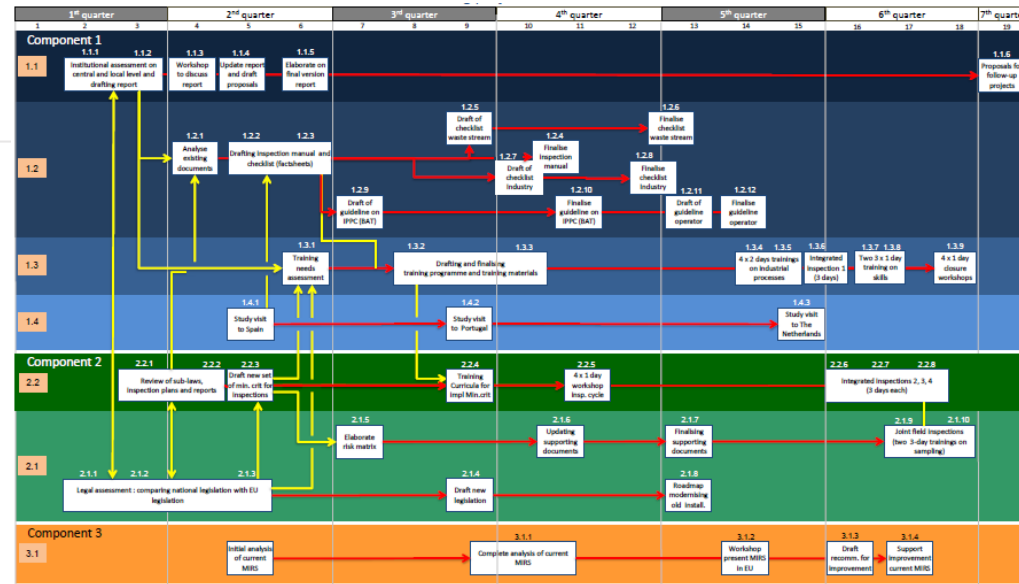 1st quarter 2nd quarter 3rd quarter 4th quarter 5th quarter 6th quarter 7th quarter
1 2 3 4 5 6 7 8 9 10 11 12 13 14 15 16 17 18 19
Component 1
1.1
1.1.1 1.1.2
Institutional assessment on
central and local level and
drafting report
1.1.3
Workshop
to discuss
report
1.1.4
Update report
and draft
proposals
1.1.5
Elaborate on
final version
report
1.1.6
Proposals for
follow-up
projects
1.2
1.2.1
Analyse
existing
documents
1.2.2 1.2.3
Drafting inspection manual and
checklist (factsheets)
1.2.5
Draft of
checklist
waste stream
1.2.6
Finalise
checklist
waste stream
1.2.4
Finalise
inspection
manual
1.2.7
Draft of
checklist
industry
1.2.8
Finalise
checklist
industry
1.2.9
Draft of
guideline on
IPPC (BAT)
1.2.10
Finalise
guideline on
IPPC (BAT)
1.2.11
Draft of
guideline
operator
1.2.12
Finalise
guideline
operator
1.3
1.3.1
Training
needs
assessment
1.3.2 1.3.3
Drafting and finalising
training programme and training materials
1.3.4 1.3.5
4 x 2 days trainings
on industrial
processes
1.3.6
Integrated
inspection 1
(3 days)
1.3.7 1.3.8
Two 3 x 1 day
training on
skills
1.3.9
4 x 1 day
closure
workshops
1.4
1.4.1
Study visit
to Spain
1.4.2
Study visit
to Portugal
1.4.3
Study visit
to The
Netherlands
Component 2
2.2
2.2.1 2.2.2
Review of sub-laws,
inspection plans and reports
2.2.3
Draft new set
of min. crit for
inspections
2.2.4
Training
Curricula for
impl Min.crit
2.2.5
4 x 1 day
workshop
insp. cycle
2.2.6 2.2.7 2.2.8
Integrated inspections 2, 3, 4
(3 days each)
2.1
2.1.5
Elaborate
risk matrix
2.1.6
Updating
supporting
documents
2.1.7
Finalising
supporting
documents
2.1.9 2.1.10
Joint field inspections
(two 3-day trainings on
sampling)
2.1.1 2.1.2 2.1.3
Legal assessment : comparing national legislation with EU
legislation
2.1.4
Draft new
legislation
2.1.8
Roadmap
modernising
old install.
Component 3
3.1
Initial analysis
of current
MIRS
3.1.1
Complete analysis of current
MIRS
3.1.2
Workshop
present MIRS
in EU
3.1.3
Draft
recomm. for
improvement
3.1.4
Support
improvement
current MIRS